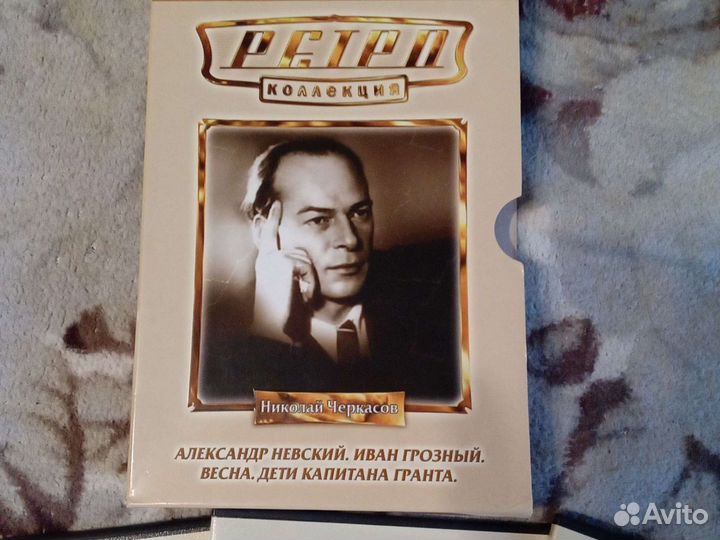 РЕТРО
КОЛЛЕКЦИЯ
Николай Черкасов
АЛЕКСАНДР НЕВСКИЙ. ИВАН ГРОЗНЫЙ.
ВЕСНА. ДЕТИ КАПИТАНА ГРАНТА.
Avito